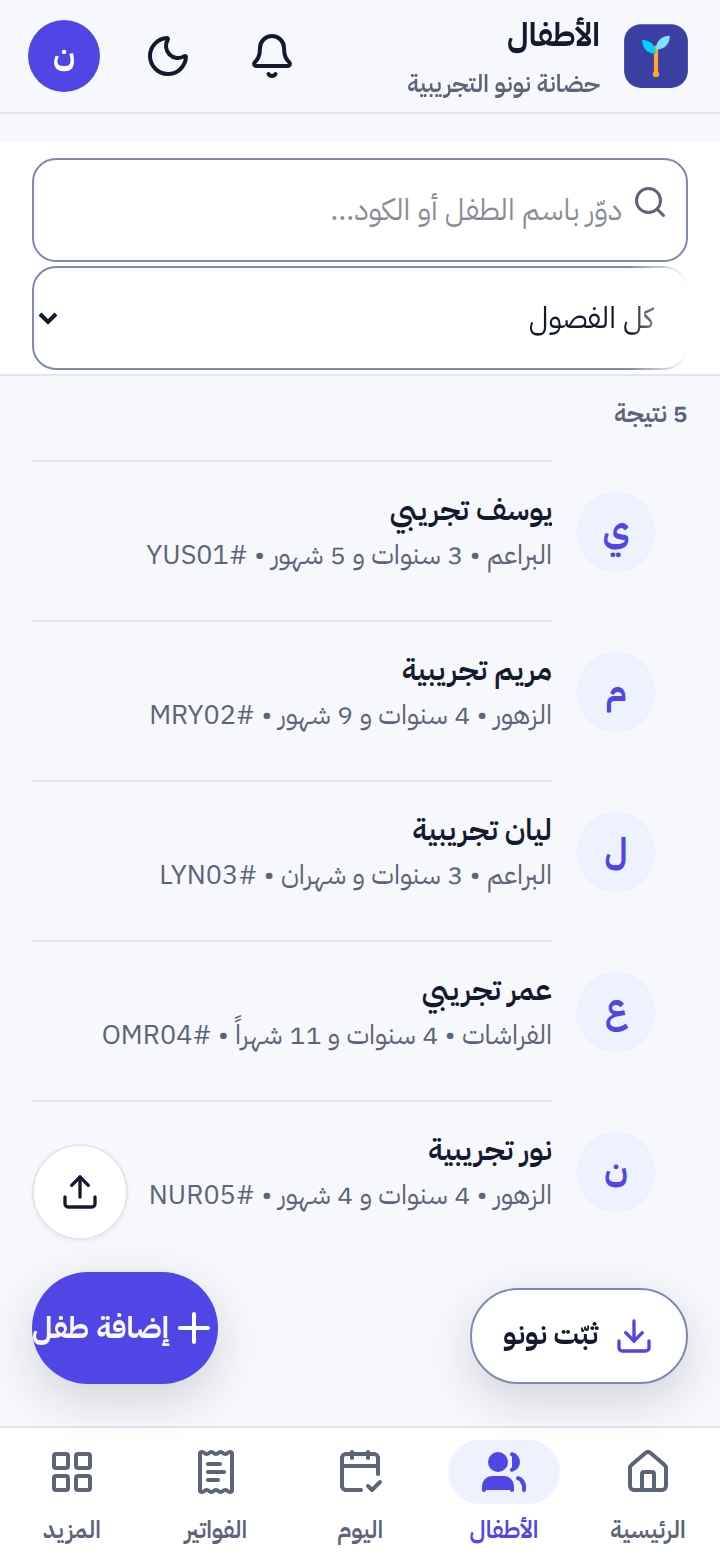 الأطفال
حضانة نونو التجريبية
ن
دوّر باسم الطفل أو الكود...
كل الفصول
5 نتيجة
ي
يوسف تجريبي
البراعم • 3 سنوات و 5 شهور • #YUS01
م
مريم تجريبية
الزهور • 4 سنوات و 9 شهور • #MRY02
ل
ليان تجريبية
البراعم • 3 سنوات و شهران • #LYN03
ع
عمر تجريبي
الفراشات • 4 سنوات و 11 شهراً • #OMR04
ن
نور تجريبية
الزهور • 4 سنوات و 4 شهور • #NUR05
ثبّت نونو
إضافة طفل
الرئيسية
الأطفال
اليوم
الفواتير
المزيد